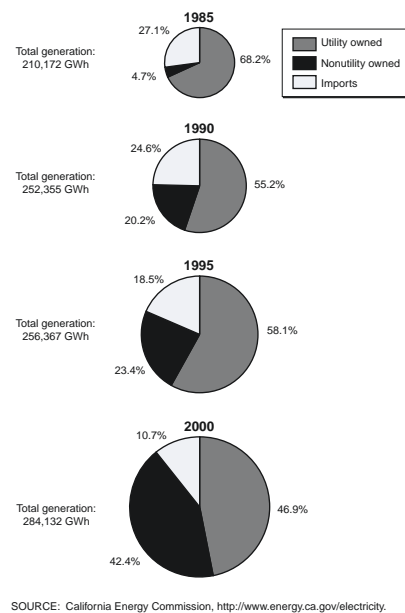 1985
27.1%
Total generation:
210,172 GWh
68.2%
4.7%
Utility owned
Nonutility owned
Imports
1990
24.6%
Total generation:
252,355 GWh
55.2%
20.2%
1995
18.5%
Total generation:
256,367 GWh
58.1%
23.4%
2000
10.7%
Total generation:
284,132 GWh
46.9%
42.4%
SOURCE: California Energy Commission, http://www.energy.ca.gov/electricity.